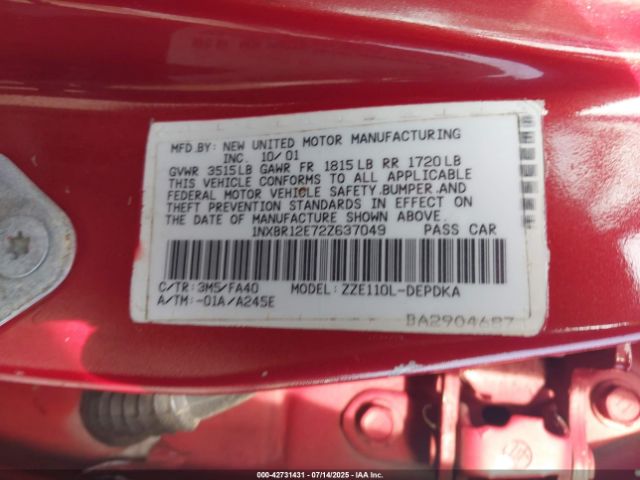 MFD.BY: NEW UNITED MOTOR MANUFACTURING
INC. 10/01
GVWR 3515LB GAWR FR 1815LB RR 1720LB
THIS VEHICLE CONFORMS TO ALL APPLICABLE
FEDERAL MOTOR VEHICLE SAFETY,BUMPER,AND
THEFT PREVENTION STANDARDS IN EFFECT ON
THE DATE OF MANUFACTURE SHOWN ABOVE.
1NXBR12E72Z637049 PASS CAR
C/TR: 3M5/FA40 MODEL: ZZE110L-DEPDKA
A/TM: -01A/A245E
BA2904687
000-42731431 07/14/2025 - COPYRIGHT © IAA, INC.